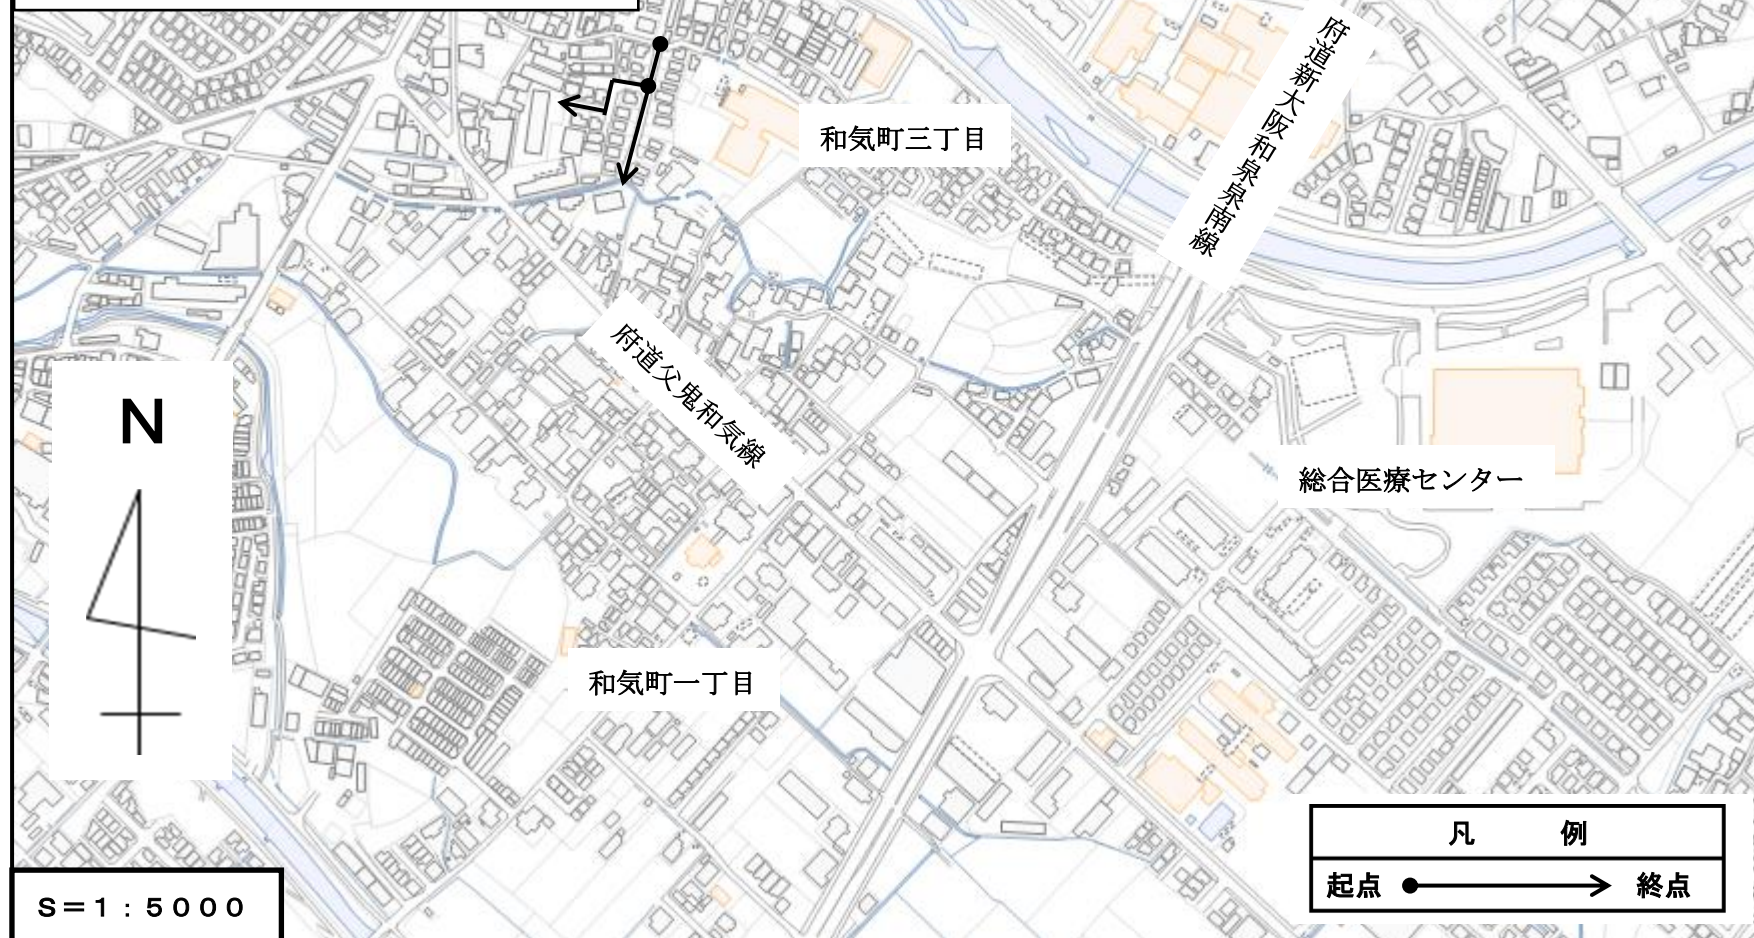 府道新大阪和泉泉南線
和気町三丁目
府道父鬼和気線
N
総合医療センター
和気町一丁目
凡　例
起点 終点
S=1:5000